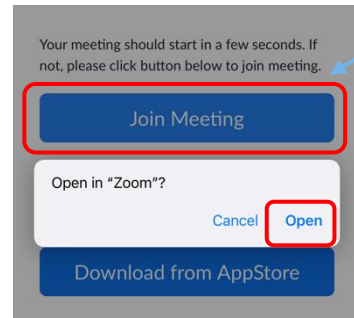 Your meeting should start in a few seconds. If
not, please click button below to join meeting.
Join Meeting
Open in “Zoom”?
Cancel Open
Download from AppStore